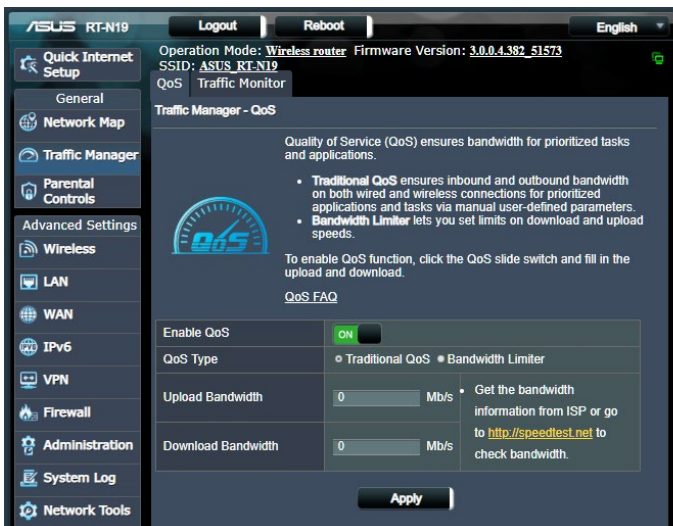 ASUS RT-N19
Logout
Reboot
English
Operation Mode: Wireless router Firmware Version: 3.0.0.4.382_51573
SSID: ASUS_RT-N19
Quick Internet
Setup
General
Network Map
Traffic Manager
Parental
Controls
Advanced Settings
Wireless
LAN
WAN
IPv6
VPN
Firewall
Administration
System Log
Network Tools
QoS Traffic Monitor
Traffic Manager - QoS
QoS
Quality of Service (QoS) ensures bandwidth for prioritized tasks
and applications.
• Traditional QoS ensures inbound and outbound bandwidth
on both wired and wireless connections for prioritized
applications and tasks via manual user-defined parameters.
• Bandwidth Limiter lets you set limits on download and upload
speeds.
To enable QoS function, click the QoS slide switch and fill in the
upload and download.
QoS FAQ
Enable QoS ON
QoS Type Traditional QoS Bandwidth Limiter
Upload Bandwidth 0 Mb/s
Download Bandwidth 0 Mb/s
• Get the bandwidth
information from ISP or go
to http://speedtest.net to
check bandwidth.
Apply